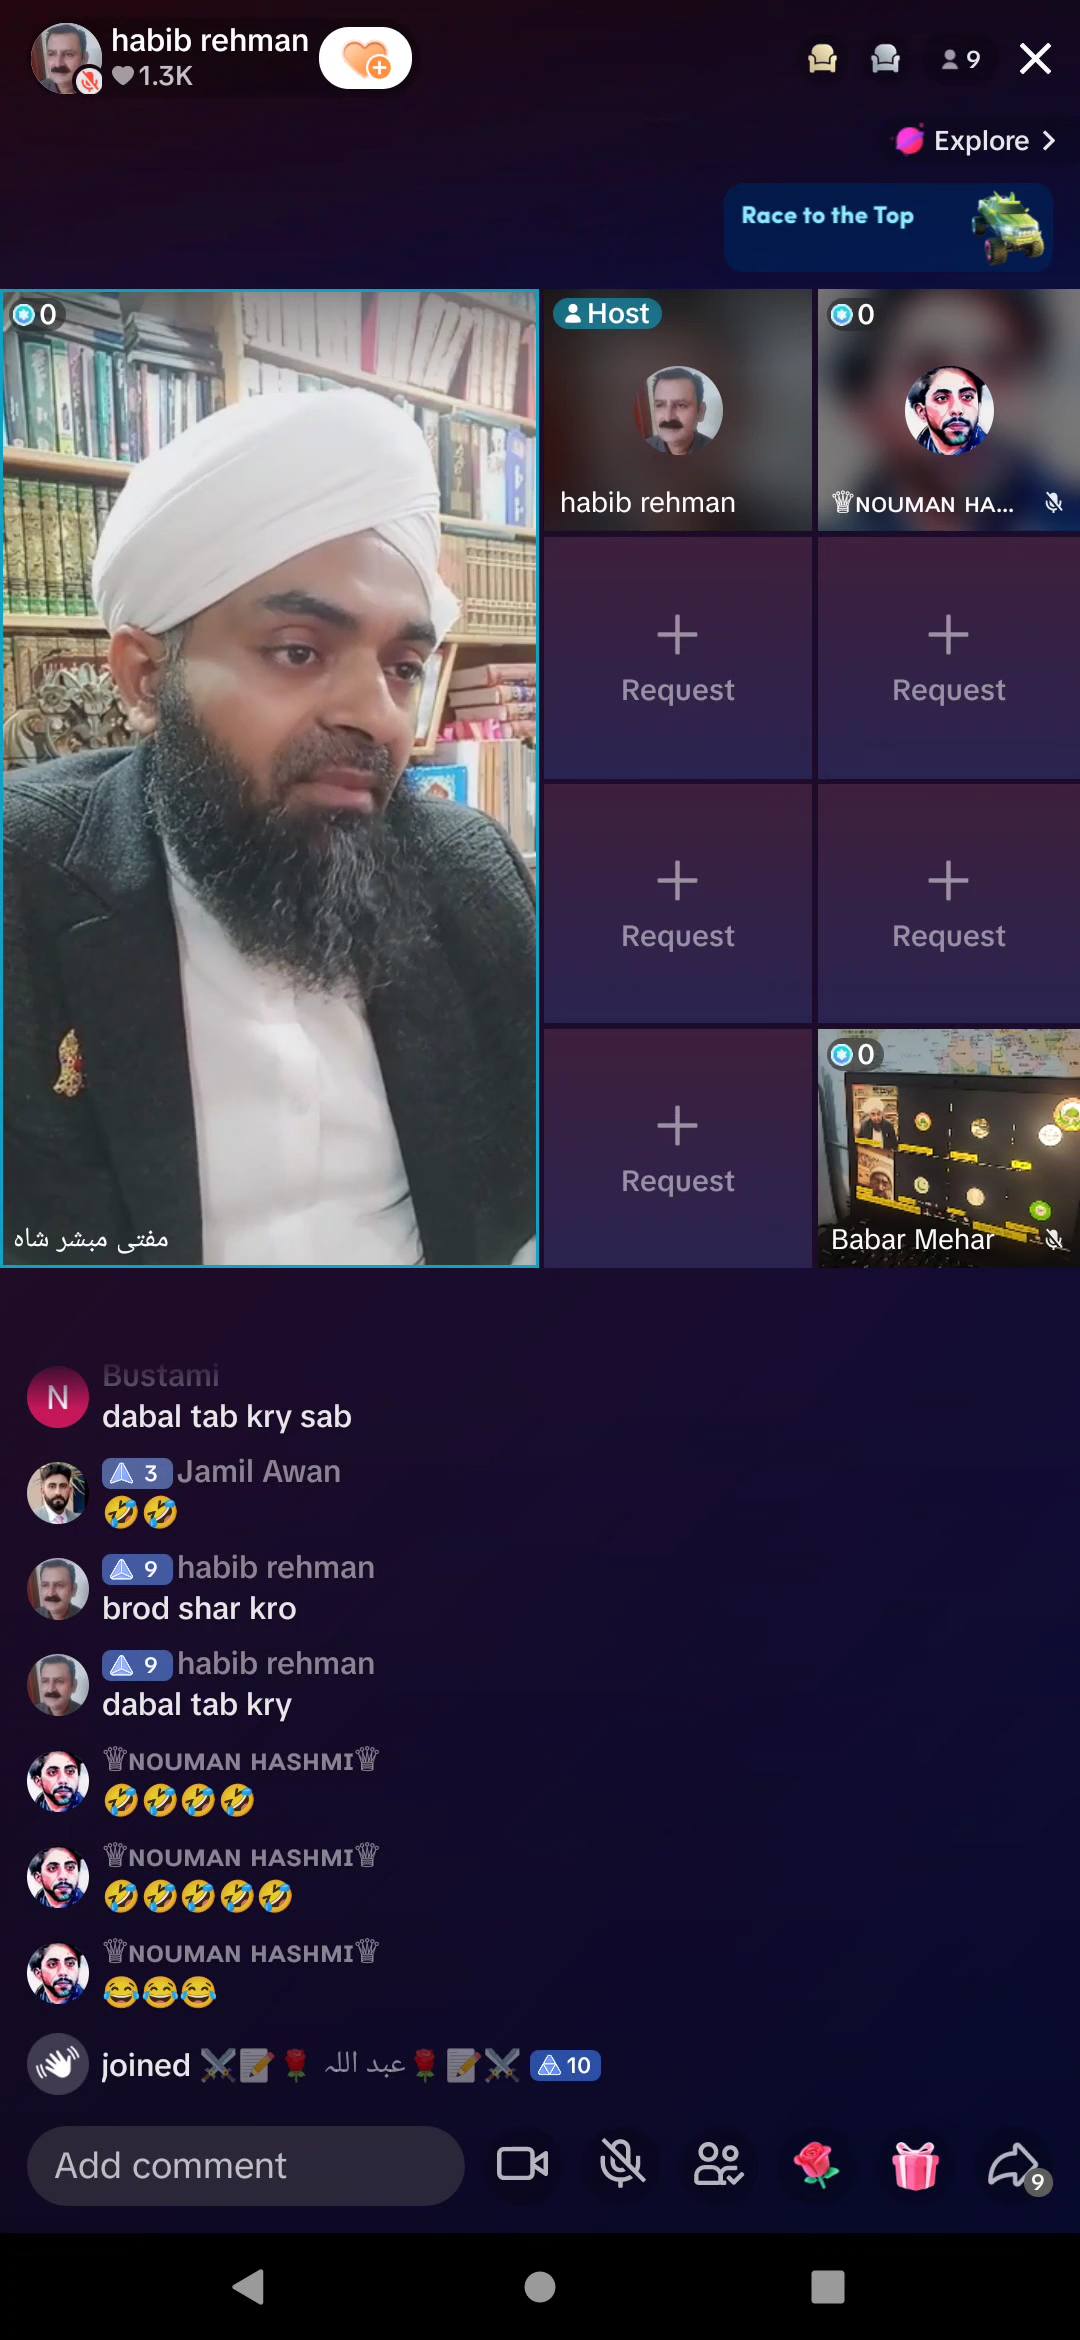 habib rehman
1.3K
9
Explore
Race to the Top
0
Host
0
habib rehman
♕NOUMAN HA...
Request
Request
Request
Request
Request
0
مفتی مبشر شاہ
Babar Mehar
Bustami
N
dabal tab kry sab
3 Jamil Awan
🤣🤣
9 habib rehman
brod shar kro
9 habib rehman
dabal tab kry
♕NOUMAN HASHMI♕
🤣🤣🤣🤣
♕NOUMAN HASHMI♕
🤣🤣🤣🤣🤣
♕NOUMAN HASHMI♕
😂😂😂
joined ⚔️📝🌹 عبد اللہ 🌹📝⚔️ 10
Add comment
9